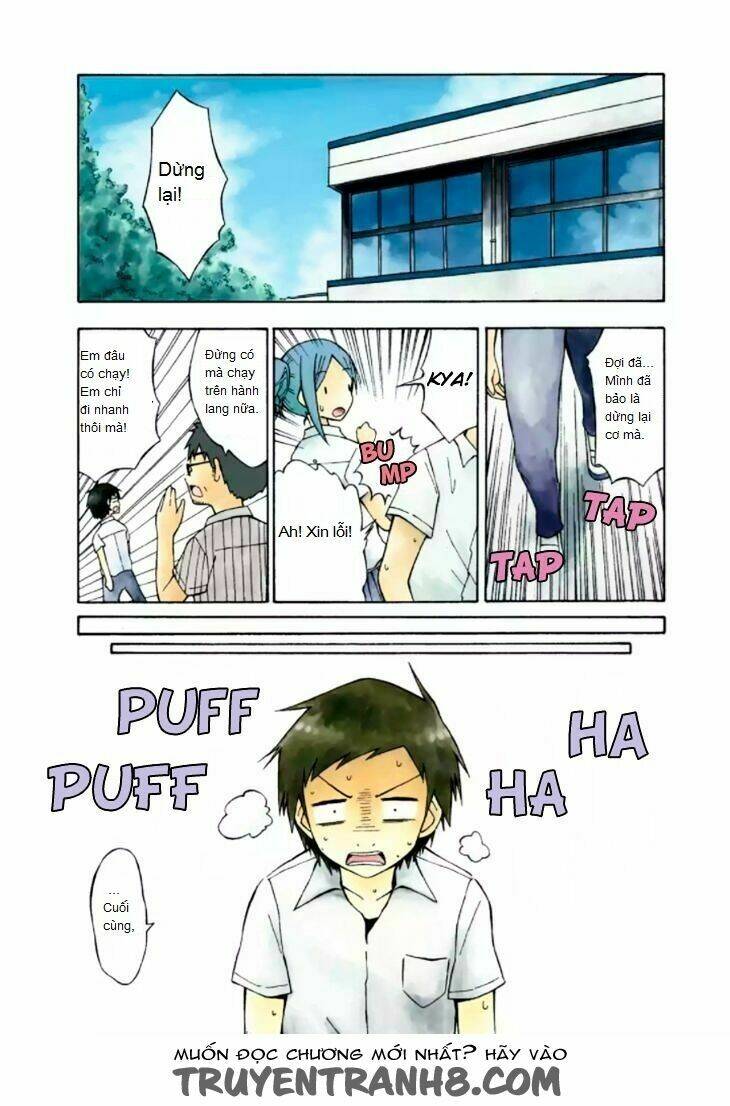 Dừng
lại!
Đợi đã...
Mình đã
bảo là
dừng lại
cơ mà.
TAP
TAP
KYA!
BU
MP
Ah! Xin lỗi!
Đừng có
mà chạy
trên hành
lang nữa.
Em đâu
có chạy!
Em chỉ
đi nhanh
thôi mà!
PUFF
PUFF
HA
HA
...
Cuối
cùng,
MUỐN ĐỌC CHƯƠNG MỚI NHẤT? HÃY VÀO
TRUYENTRANH8.COM